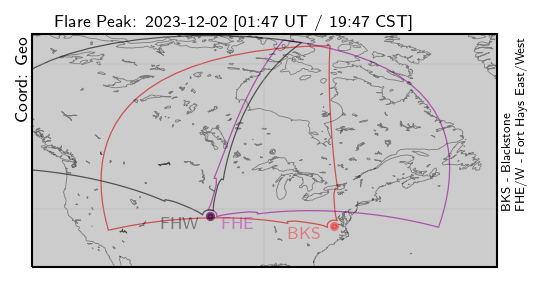 Flare Peak: 2023-12-02 [01:47 UT / 19:47 CST]
Coord: Geo
FHW
FHE
BKS
BKS - Blackstone
FHE/W - Fort Hays East/West